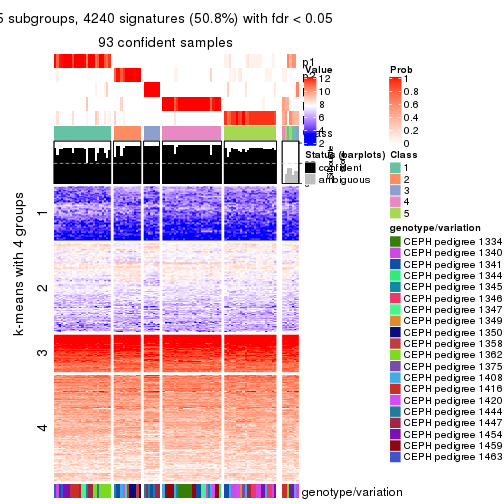 5 subgroups, 4240 signatures (50.8%) with fdr < 0.05
93 confident samples
p1
Value
12
10
8
6
4
2
Prob
1
0.8
0.6
0.4
0.2
0
Status (barplots)
confident
ambiguous
Class
1
2
3
4
5
k-means with 4 groups
1
2
3
4
genotype/variation
CEPH pedigree 1334
CEPH pedigree 1340
CEPH pedigree 1341
CEPH pedigree 1344
CEPH pedigree 1345
CEPH pedigree 1346
CEPH pedigree 1347
CEPH pedigree 1349
CEPH pedigree 1350
CEPH pedigree 1358
CEPH pedigree 1362
CEPH pedigree 1375
CEPH pedigree 1408
CEPH pedigree 1416
CEPH pedigree 1420
CEPH pedigree 1444
CEPH pedigree 1447
CEPH pedigree 1454
CEPH pedigree 1459
CEPH pedigree 1463
genotype/variation